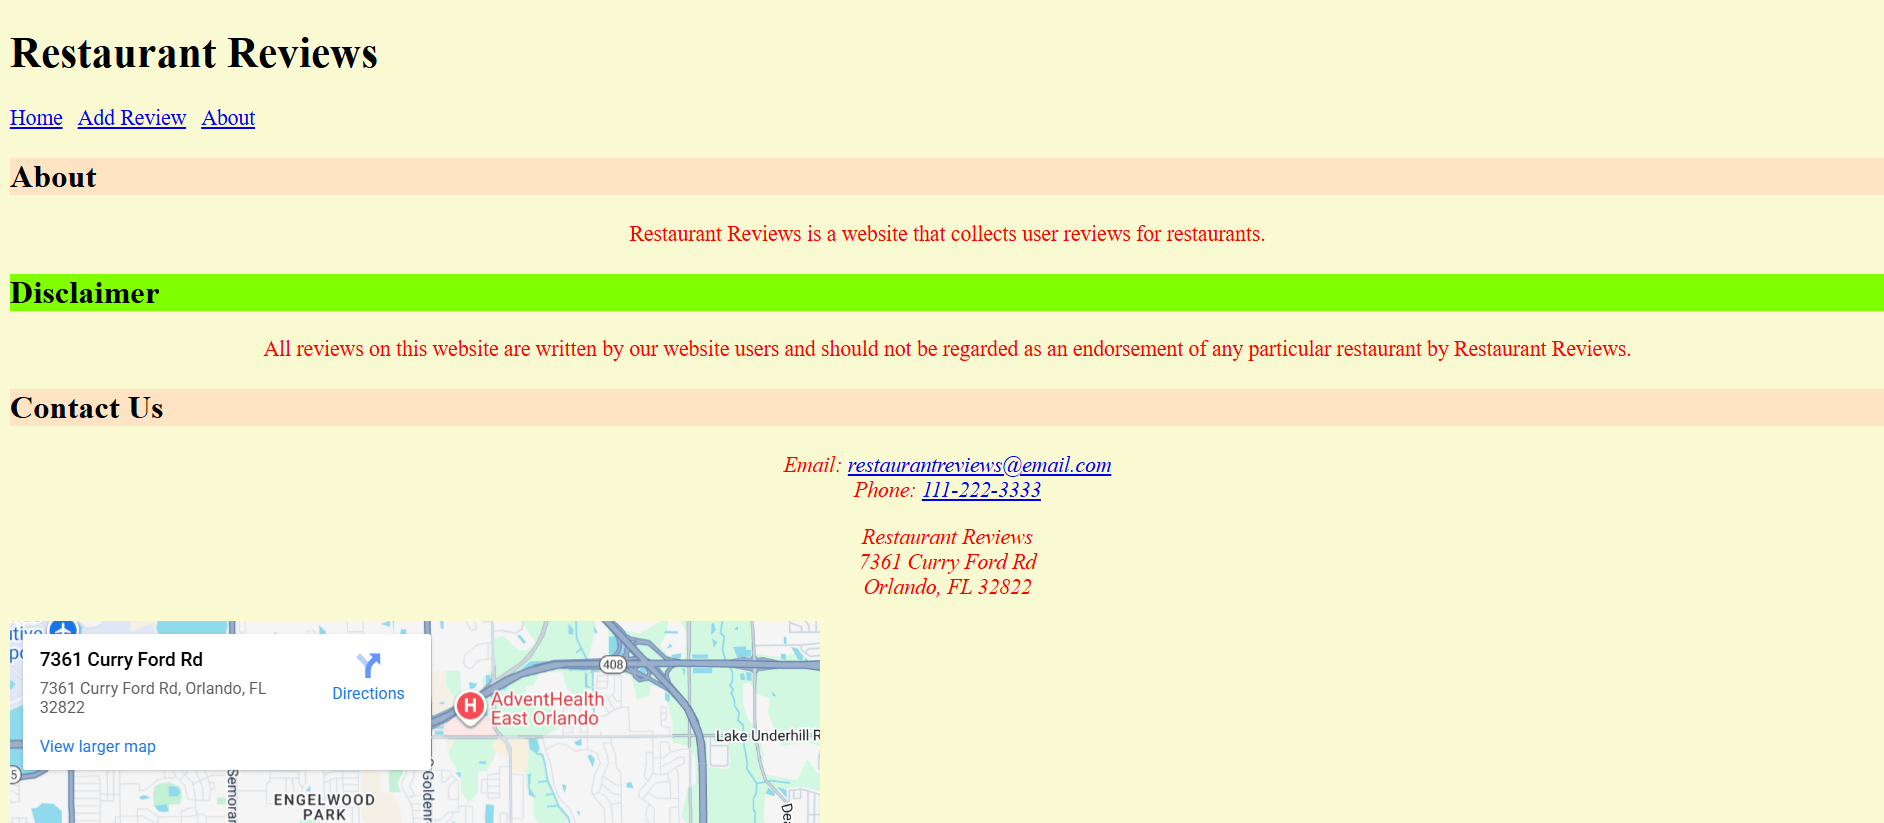 Restaurant Reviews
Home Add Review About
About
Restaurant Reviews is a website that collects user reviews for restaurants.
Disclaimer
All reviews on this website are written by our website users and should not be regarded as an endorsement of any particular restaurant by Restaurant Reviews.
Contact Us
Email: restaurantreviews@email.com
Phone: 111-222-3333
Restaurant Reviews
7361 Curry Ford Rd
Orlando, FL 32822
7361 Curry Ford Rd
7361 Curry Ford Rd, Orlando, FL
32822
Directions
View larger map
408
H
AdventHealth
East Orlando
Lake Underhill R
5
Semoran
Goldenr
ENGELWOOD
PARK
Dea